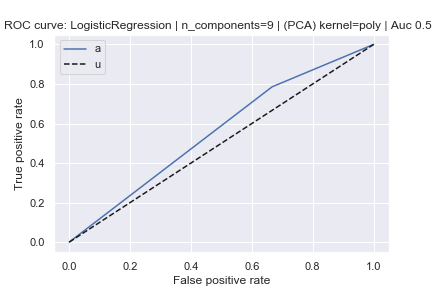 ROC curve: LogisticRegression | n_components=9 | (PCA) kernel=poly | Auc 0.5
1.0
0.8
0.6
0.4
0.2
0.0
True positive rate
a
u
0.0 0.2 0.4 0.6 0.8 1.0
False positive rate